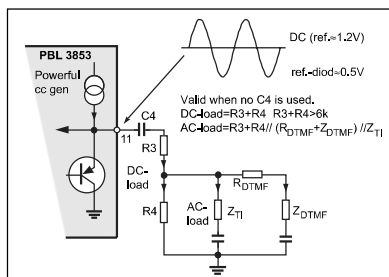 PBL 3853
Powerful
cc gen
DC (ref.≈1.2V)
ref.-diod≈0.5V
Valid when no C4 is used.
DC-load=R3+R4 R3+R4>6k
AC-load=R3+R4// (RDTMF+ZDTMF) //ZTI
C4
11
R3
DC-
load
RDTMF
R4
AC-
load
ZTI
ZDTMF